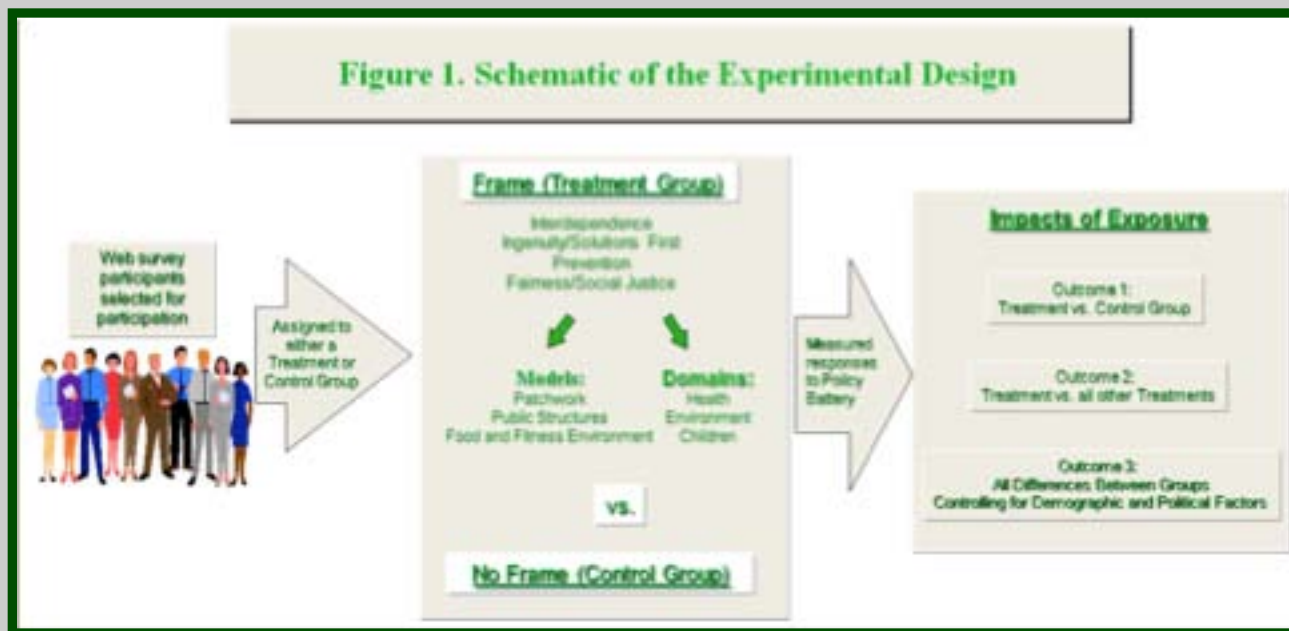 Figure 1. Schematic of the Experimental Design
Web survey
participants
selected for
participation
Assigned to
either a
Treatment or
Control Group
Frame (Treatment Group)
Interdependence
Ingenuity/Solutions First
Prevention
Fairness/Social Justice
Models:
Patchwork
Public Structures
Food and Fitness Environment
Domains:
Health
Environment
Children
vs.
No Frame (Control Group)
Measured
responses
to Policy
Battery
Impacts of Exposure
Outcome 1:
Treatment vs. Control Group
Outcome 2:
Treatment vs. all other Treatments
Outcome 3:
All Differences Between Groups
Controlling for Demographic and Political Factors